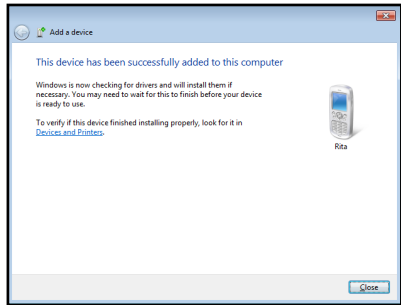 Add a device
This device has been successfully added to this computer
Windows is now checking for drivers and will install them if
necessary. You may need to wait for this to finish before your device
is ready to use.
To verify if this device finished installing properly, look for it in
Devices and Printers.
Rita
Close